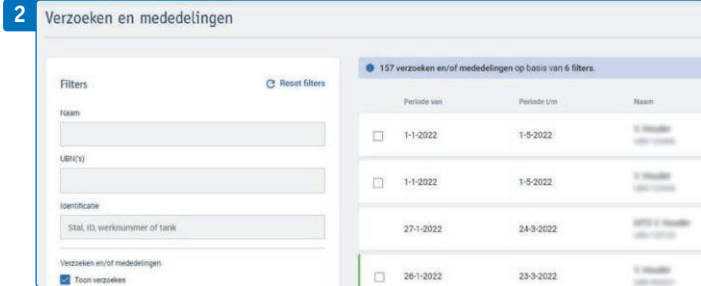 2
Verzoeken en mededelingen
Filters
Reset filters
Naam
UBN('s)
Identificatie
Stal, ID, werknummer of tank
Verzoeken en/of mededelingen
Toon verzoeken
157 verzoeken en/of mededelingen op basis van 6 filters.
Periode van Periode t/m Naam
1-1-2022 1-5-2022
1-1-2022 1-5-2022
27-1-2022 24-3-2022
26-1-2022 23-3-2022